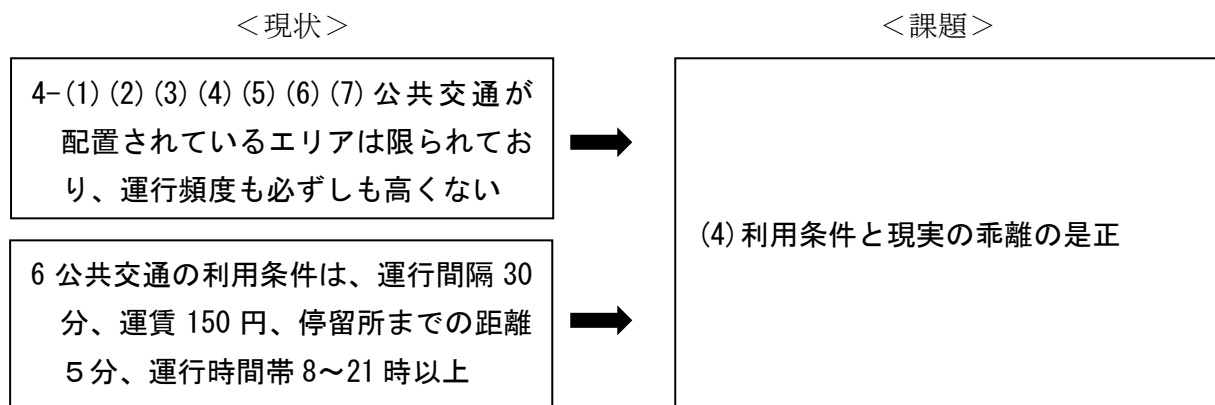 ＜現状＞
＜課題＞
4-(1)(2)(3)(4)(5)(6)(7)公共交通が
配置されているエリアは限られてお
り、運行頻度も必ずしも高くない
6 公共交通の利用条件は、運行間隔 30
分、運賃 150 円、停留所までの距離
５分、運行時間帯 8～21 時以上
(4)利用条件と現実の乖離の是正